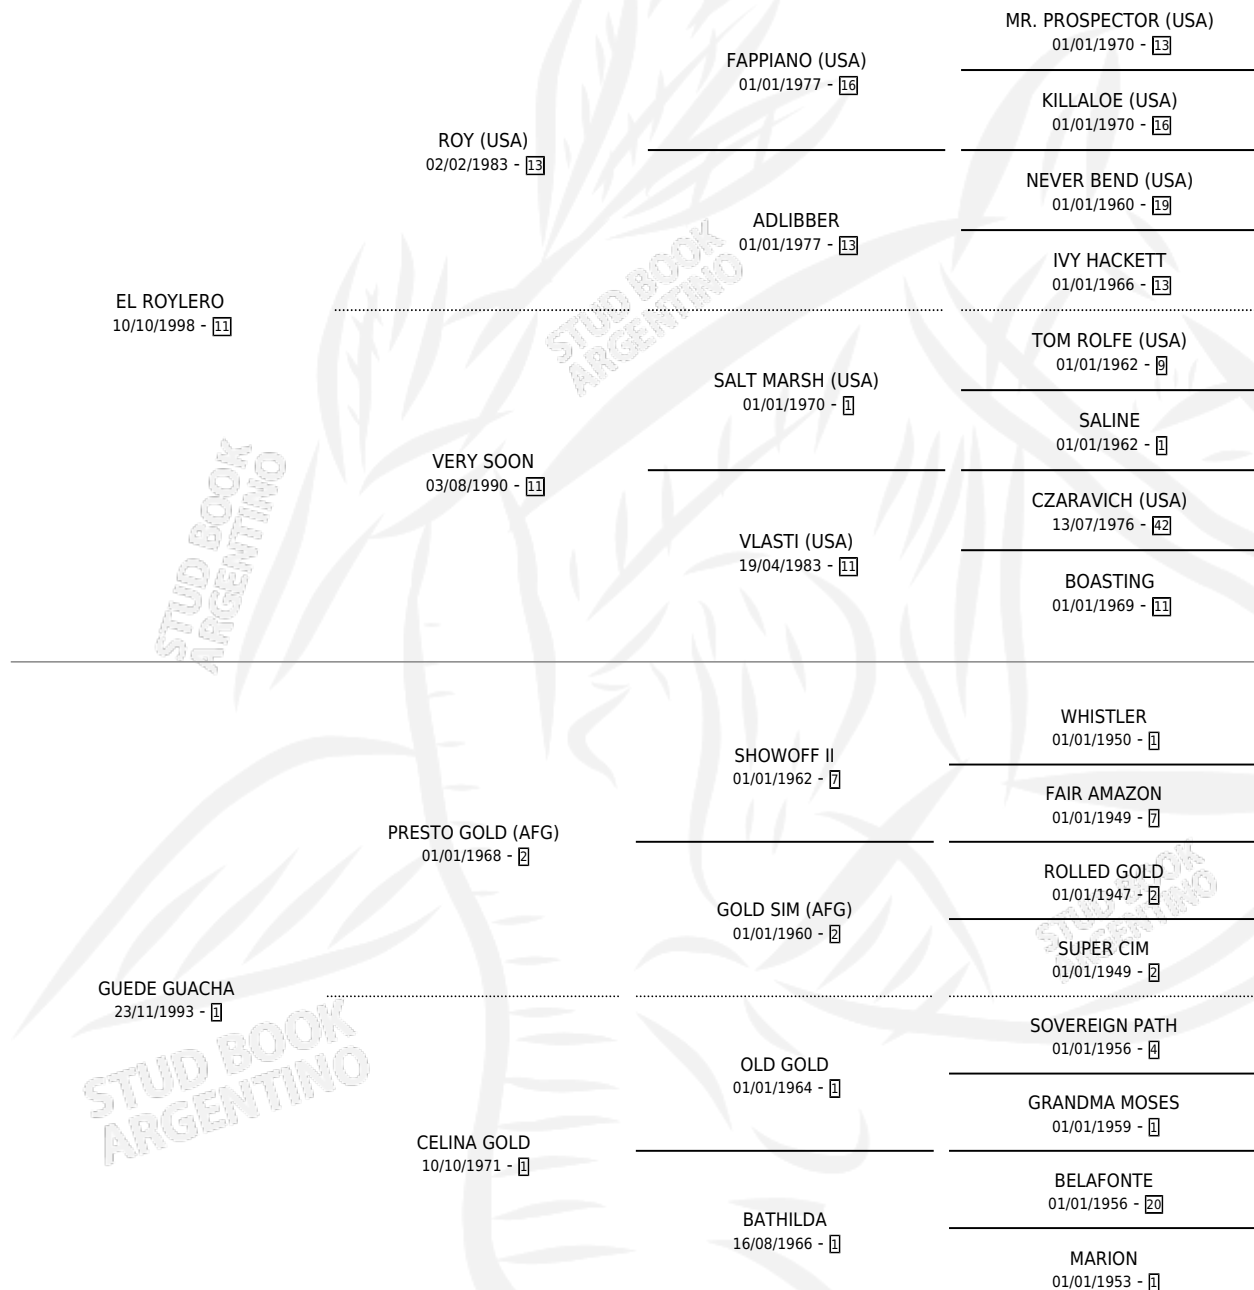 MR. PROSPECTOR (USA)
01/01/1970 - 13
FAPPIANO (USA)
01/01/1977 - 16
KILLALOE (USA)
01/01/1970 - 16
ROY (USA)
02/02/1983 - 13
NEVER BEND (USA)
01/01/1960 - 19
ADLIBBER
01/01/1977 - 13
IVY HACKETT
01/01/1966 - 13
EL ROYLERO
10/10/1998 - 11
TOM ROLFE (USA)
01/01/1962 - 9
SALT MARSH (USA)
01/01/1970 - 1
SALINE
01/01/1962 - 1
VERY SOON
03/08/1990 - 11
CZARAVICH (USA)
13/07/1976 - 42
VLASTI (USA)
19/04/1983 - 11
BOASTING
01/01/1969 - 11
WHISTLER
01/01/1950 - 1
SHOWOFF II
01/01/1962 - 7
FAIR AMAZON
01/01/1949 - 7
PRESTO GOLD (AFG)
01/01/1968 - 2
ROLLED GOLD
01/01/1947 - 2
GOLD SIM (AFG)
01/01/1960 - 2
SUPER CIM
01/01/1949 - 2
GUEDE GUACHA
23/11/1993 - 1
SOVEREIGN PATH
01/01/1956 - 4
OLD GOLD
01/01/1964 - 1
GRANDMA MOSES
01/01/1959 - 1
CELINA GOLD
10/10/1971 - 1
BELAFONTE
01/01/1956 - 20
BATHILDA
16/08/1966 - 1
MARION
01/01/1953 - 1
STUD BOOK
ARGENTINO
STUD BOOK
ARGENTINO
STUD BOOK
ARGENTINO
STUD BOOK
ARGENTINO